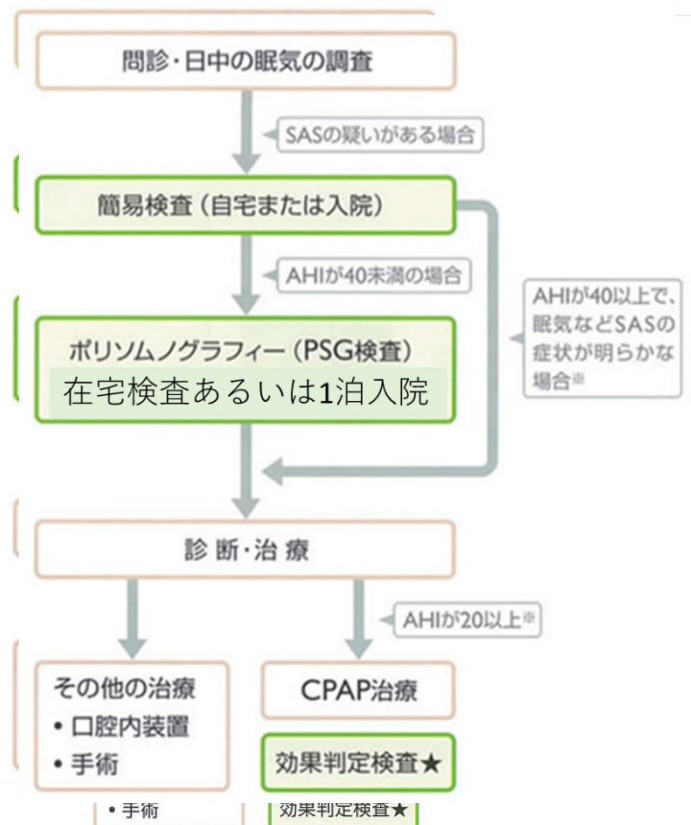 問診・日中の眠気の調査
SASの疑いがある場合
簡易検査（自宅または入院）
AHIが40未満の場合
AHIが40以上で、
眠気などSASの
症状が明らかな
場合※
ポリソムノグラフィー（PSG検査）
在宅検査あるいは1泊入院
診断・治療
AHIが20以上※
その他の治療
• 口腔内装置
• 手術
CPAP治療
効果判定検査★
• 手術
効果判定検査★